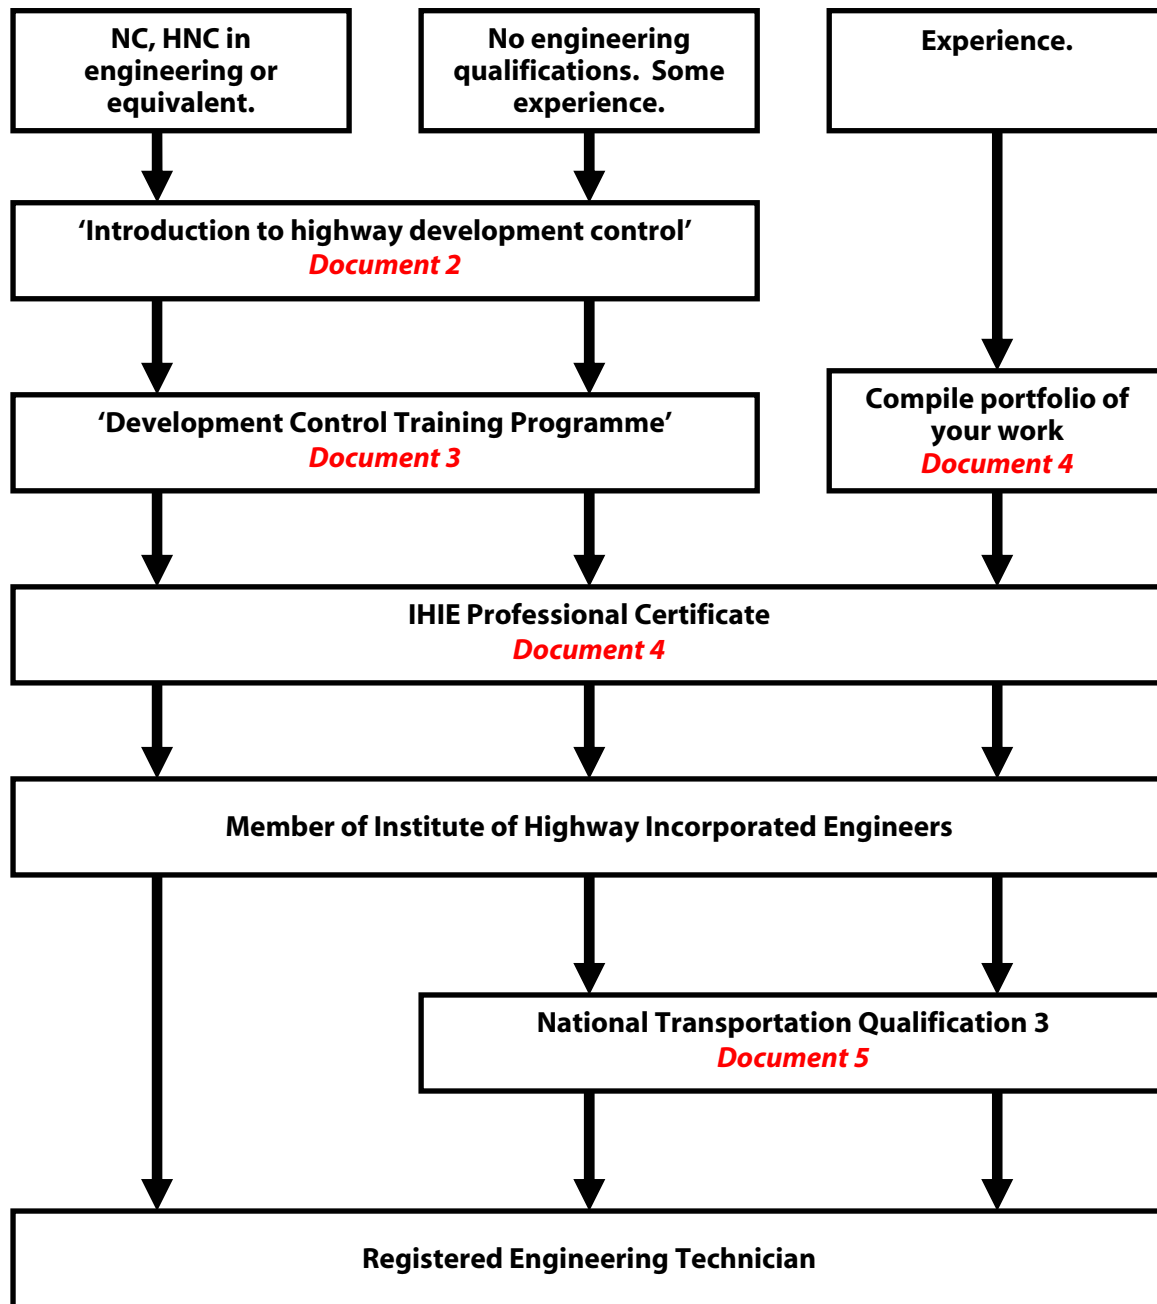 NC, HNC in
engineering or
equivalent.
No engineering
qualifications.  Some
experience.
Experience.
‘Introduction to highway development control’
Document 2
‘Development Control Training Programme’
Document 3
Compile portfolio of
your work
Document 4
IHIE Professional Certificate
Document 4
Member of Institute of Highway Incorporated Engineers
National Transportation Qualification 3
Document 5
Registered Engineering Technician